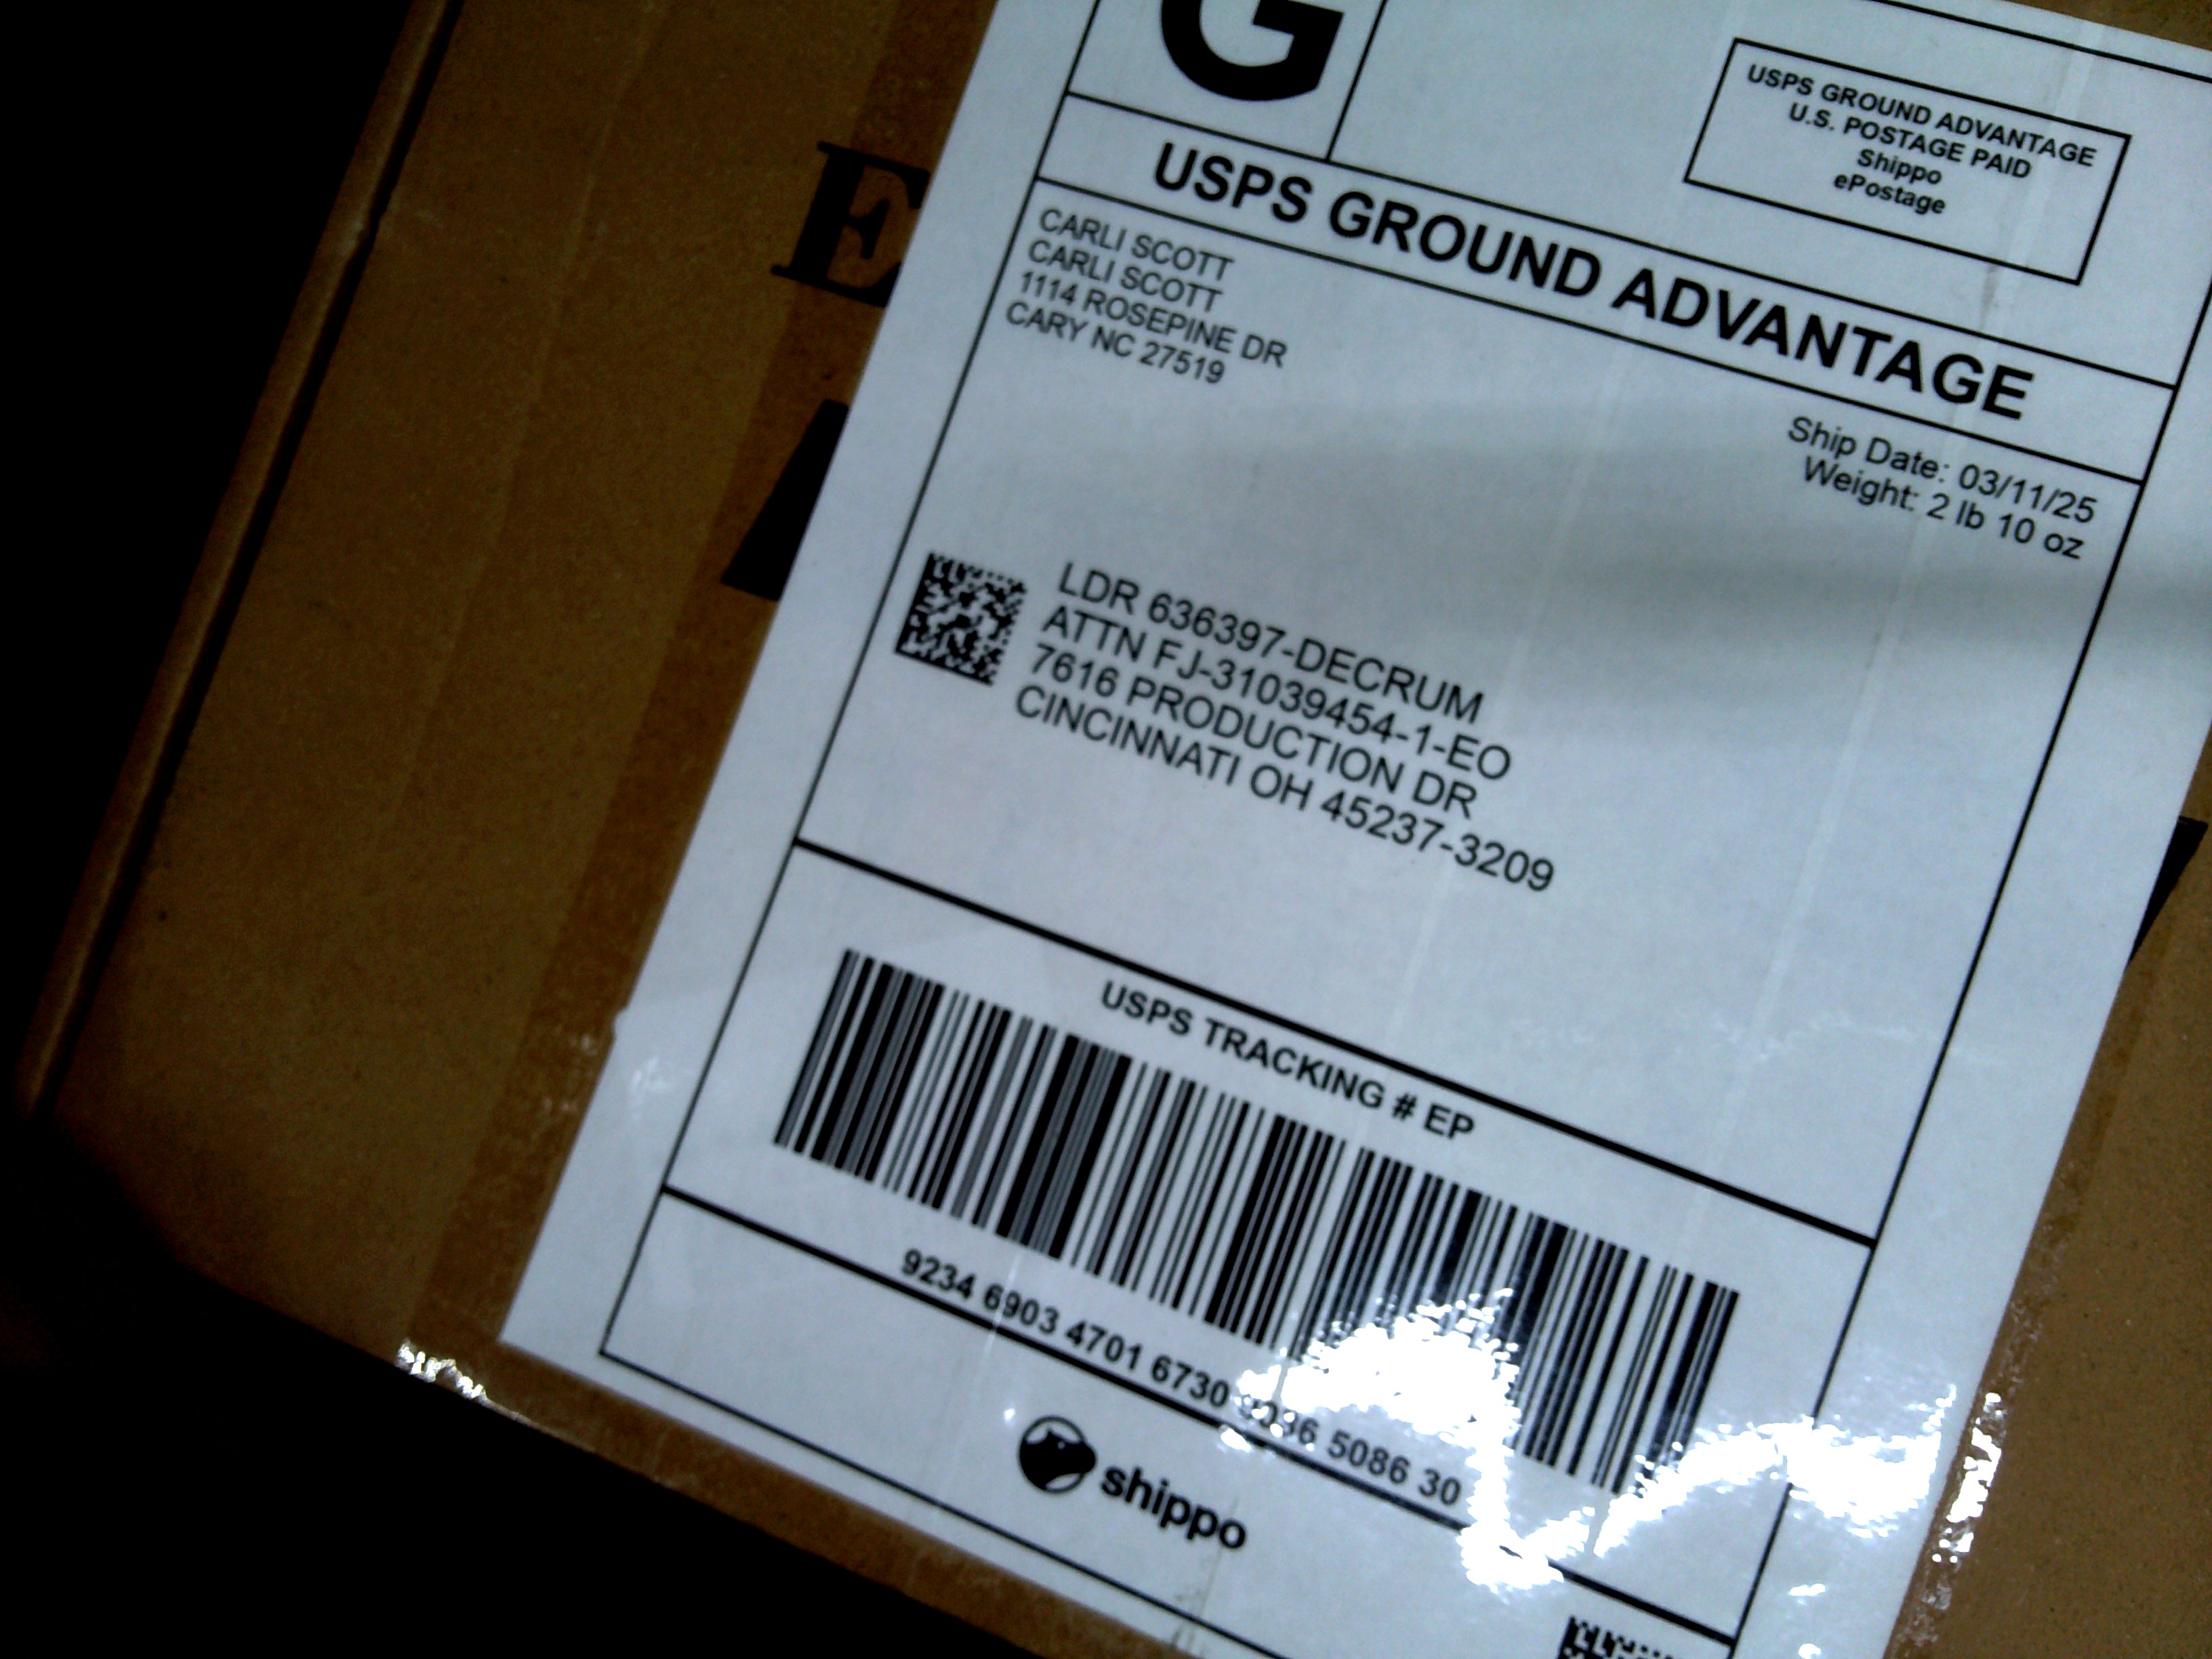 G
USPS GROUND ADVANTAGE
U.S. POSTAGE PAID
Shippo
ePostage
USPS GROUND ADVANTAGE
CARLI SCOTT
CARLI SCOTT
1114 ROSEPINE DR
CARY NC 27519
Ship Date: 03/11/25
Weight: 2 lb 10 oz
LDR 636397-DECRUM
ATTN FJ-31039454-1-EO
7616 PRODUCTION DR
CINCINNATI OH 45237-3209
USPS TRACKING # EP
9234 6903 4701 6730 5086 30
shippo
E